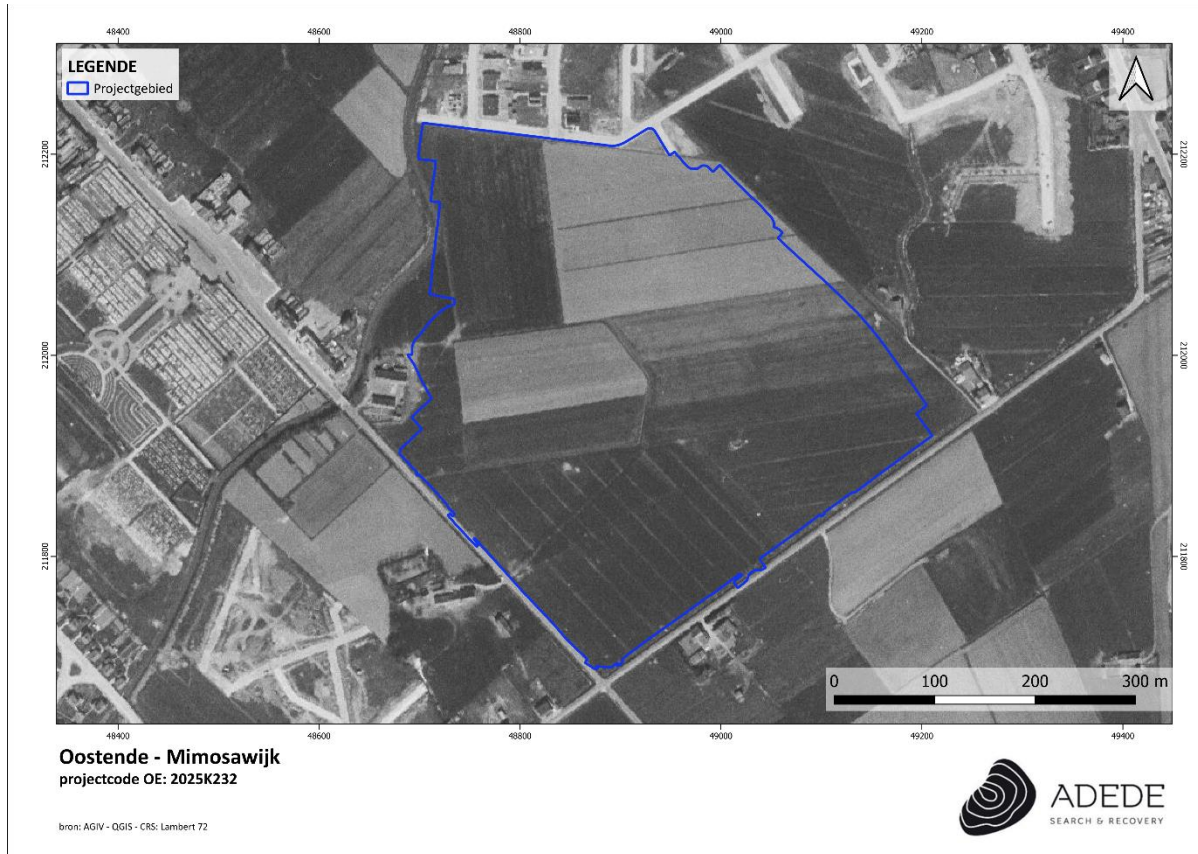 48400 48600 48800 49000 49200 49400
LEGENDE
Projectgebied
212200 212200
212000 212000
211800 211800
0 100 200 300 m
48400 48600 48800 49000 49200 49400
Oostende - Mimosawijk
projectcode OE: 2025K232
bron: AGIV - QGIS - CRS: Lambert 72
ADEDE
SEARCH & RECOVERY